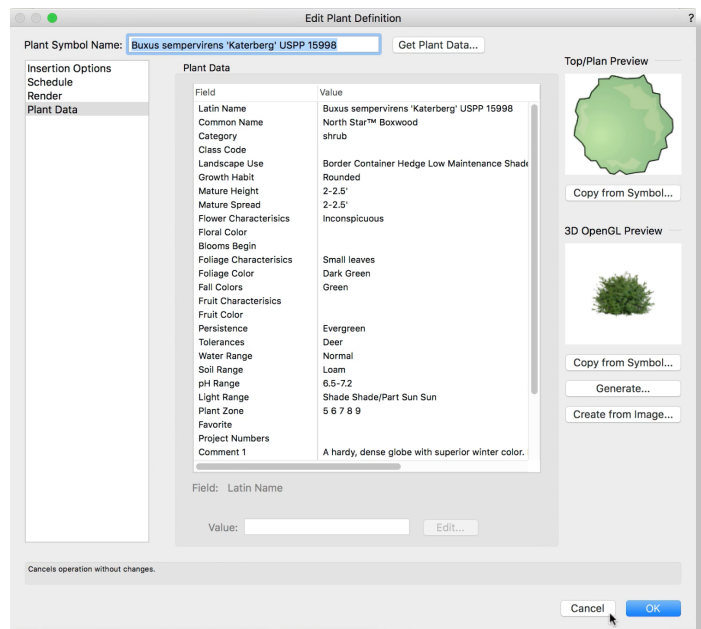 Edit Plant Definition
?
Plant Symbol Name: Buxus sempervirens 'Katerberg' USPP 15998 Get Plant Data...
Insertion Options
Schedule
Render
Plant Data
Plant Data
Field Value
Latin Name Buxus sempervirens 'Katerberg' USPP 15998
Common Name North Star™ Boxwood
Category shrub
Class Code
Landscape Use Border Container Hedge Low Maintenance Shade
Growth Habit Rounded
Mature Height 2-2.5'
Mature Spread 2-2.5'
Flower Characterisics Inconspicuous
Floral Color
Blooms Begin
Foliage Characterisics Small leaves
Foliage Color Dark Green
Fall Colors Green
Fruit Characterisics
Fruit Color
Persistence Evergreen
Tolerances Deer
Water Range Normal
Soil Range Loam
pH Range 6.5-7.2
Light Range Shade Shade/Part Sun Sun
Plant Zone 5 6 7 8 9
Favorite
Project Numbers
Comment 1 A hardy, dense globe with superior winter color.
Field: Latin Name
Value: Edit...
Top/Plan Preview
Copy from Symbol...
3D OpenGL Preview
Copy from Symbol...
Generate...
Create from Image...
Cancels operation without changes.
Cancel OK